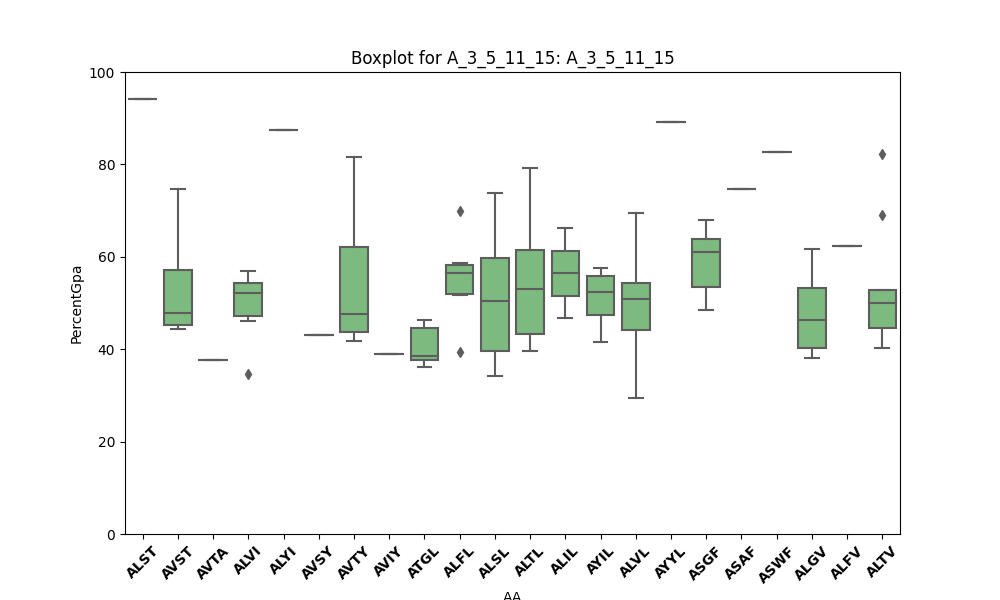 Boxplot for A_3_5_11_15: A_3_5_11_15
100
80
60
40
20
0
PercentGpa
ALST
AVST
AVTA
ALVI
ALYI
AVSY
AVTY
AVIY
ATGL
ALFL
ALSL
ALTL
ALIL
AYIL
ALVL
AYYL
ASGF
ASAF
ASWF
ALGV
ALFV
ALTV
AA